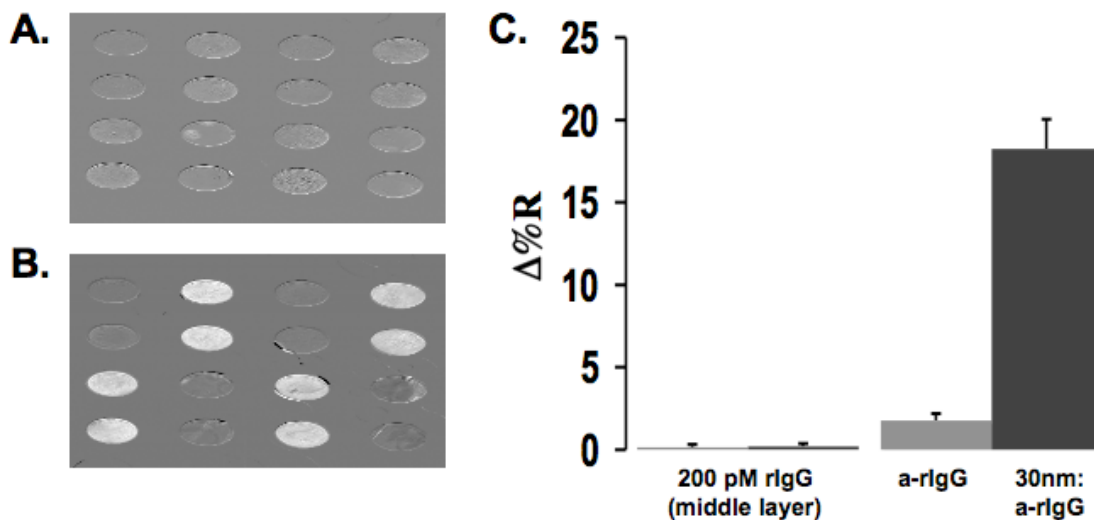 A.
B.
C.
25
20
15
10
5
0
Δ%R
200 pM rIgG
(middle layer)
a-rIgG
30nm:
a-rIgG